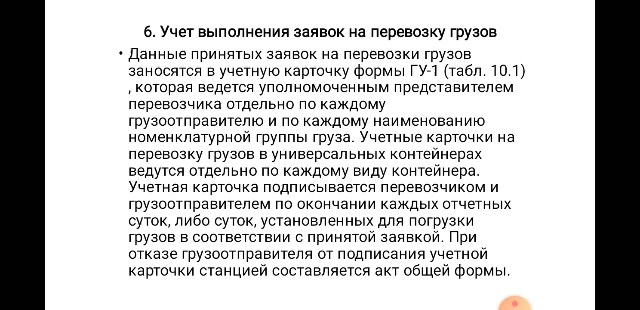 6. Учет выполнения заявок на перевозку грузов
• Данные принятых заявок на перевозки грузов
заносятся в учетную карточку формы ГУ-1 (табл. 10.1)
, которая ведется уполномоченным представителем
перевозчика отдельно по каждому
грузоотправителю и по каждому наименованию
номенклатурной группы груза. Учетные карточки на
перевозку грузов в универсальных контейнерах
ведутся отдельно по каждому виду контейнера.
Учетная карточка подписывается перевозчиком и
грузоотправителем по окончании каждых отчетных
суток, либо суток, установленных для погрузки
грузов в соответствии с принятой заявкой. При
отказе грузоотправителя от подписания учетной
карточки станцией составляется акт общей формы.